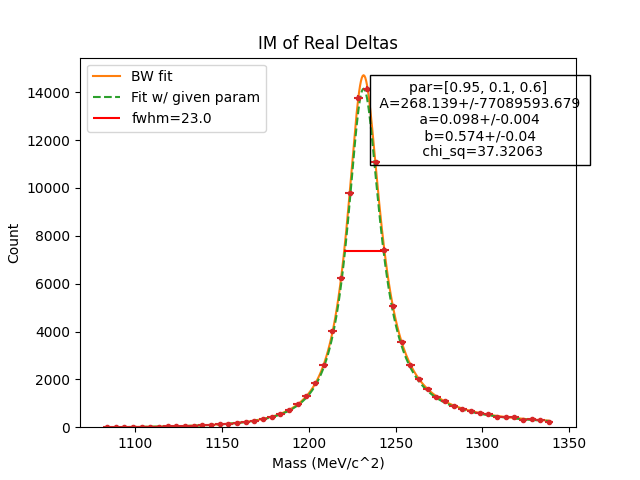 IM of Real Deltas
BW fit
Fit w/ given param
fwhm=23.0
par=[0.95, 0.1, 0.6]
A=268.139+/-77089593.679
a=0.098+/-0.004
b=0.574+/-0.04
chi_sq=37.32063
Count
14000
12000
10000
8000
6000
4000
2000
0
1100
1150
1200
1250
1300
1350
Mass (MeV/c^2)